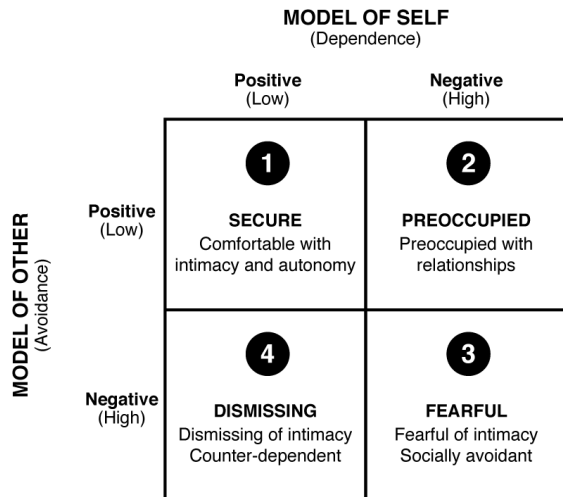 MODEL OF SELF
(Dependence)
Positive
(Low)
Negative
(High)
MODEL OF OTHER
(Avoidance)
Positive
(Low)
1
SECURE
Comfortable with
intimacy and autonomy
2
PREOCCUPIED
Preoccupied with
relationships
Negative
(High)
4
DISMISSING
Dismissing of intimacy
Counter-dependent
3
FEARFUL
Fearful of intimacy
Socially avoidant